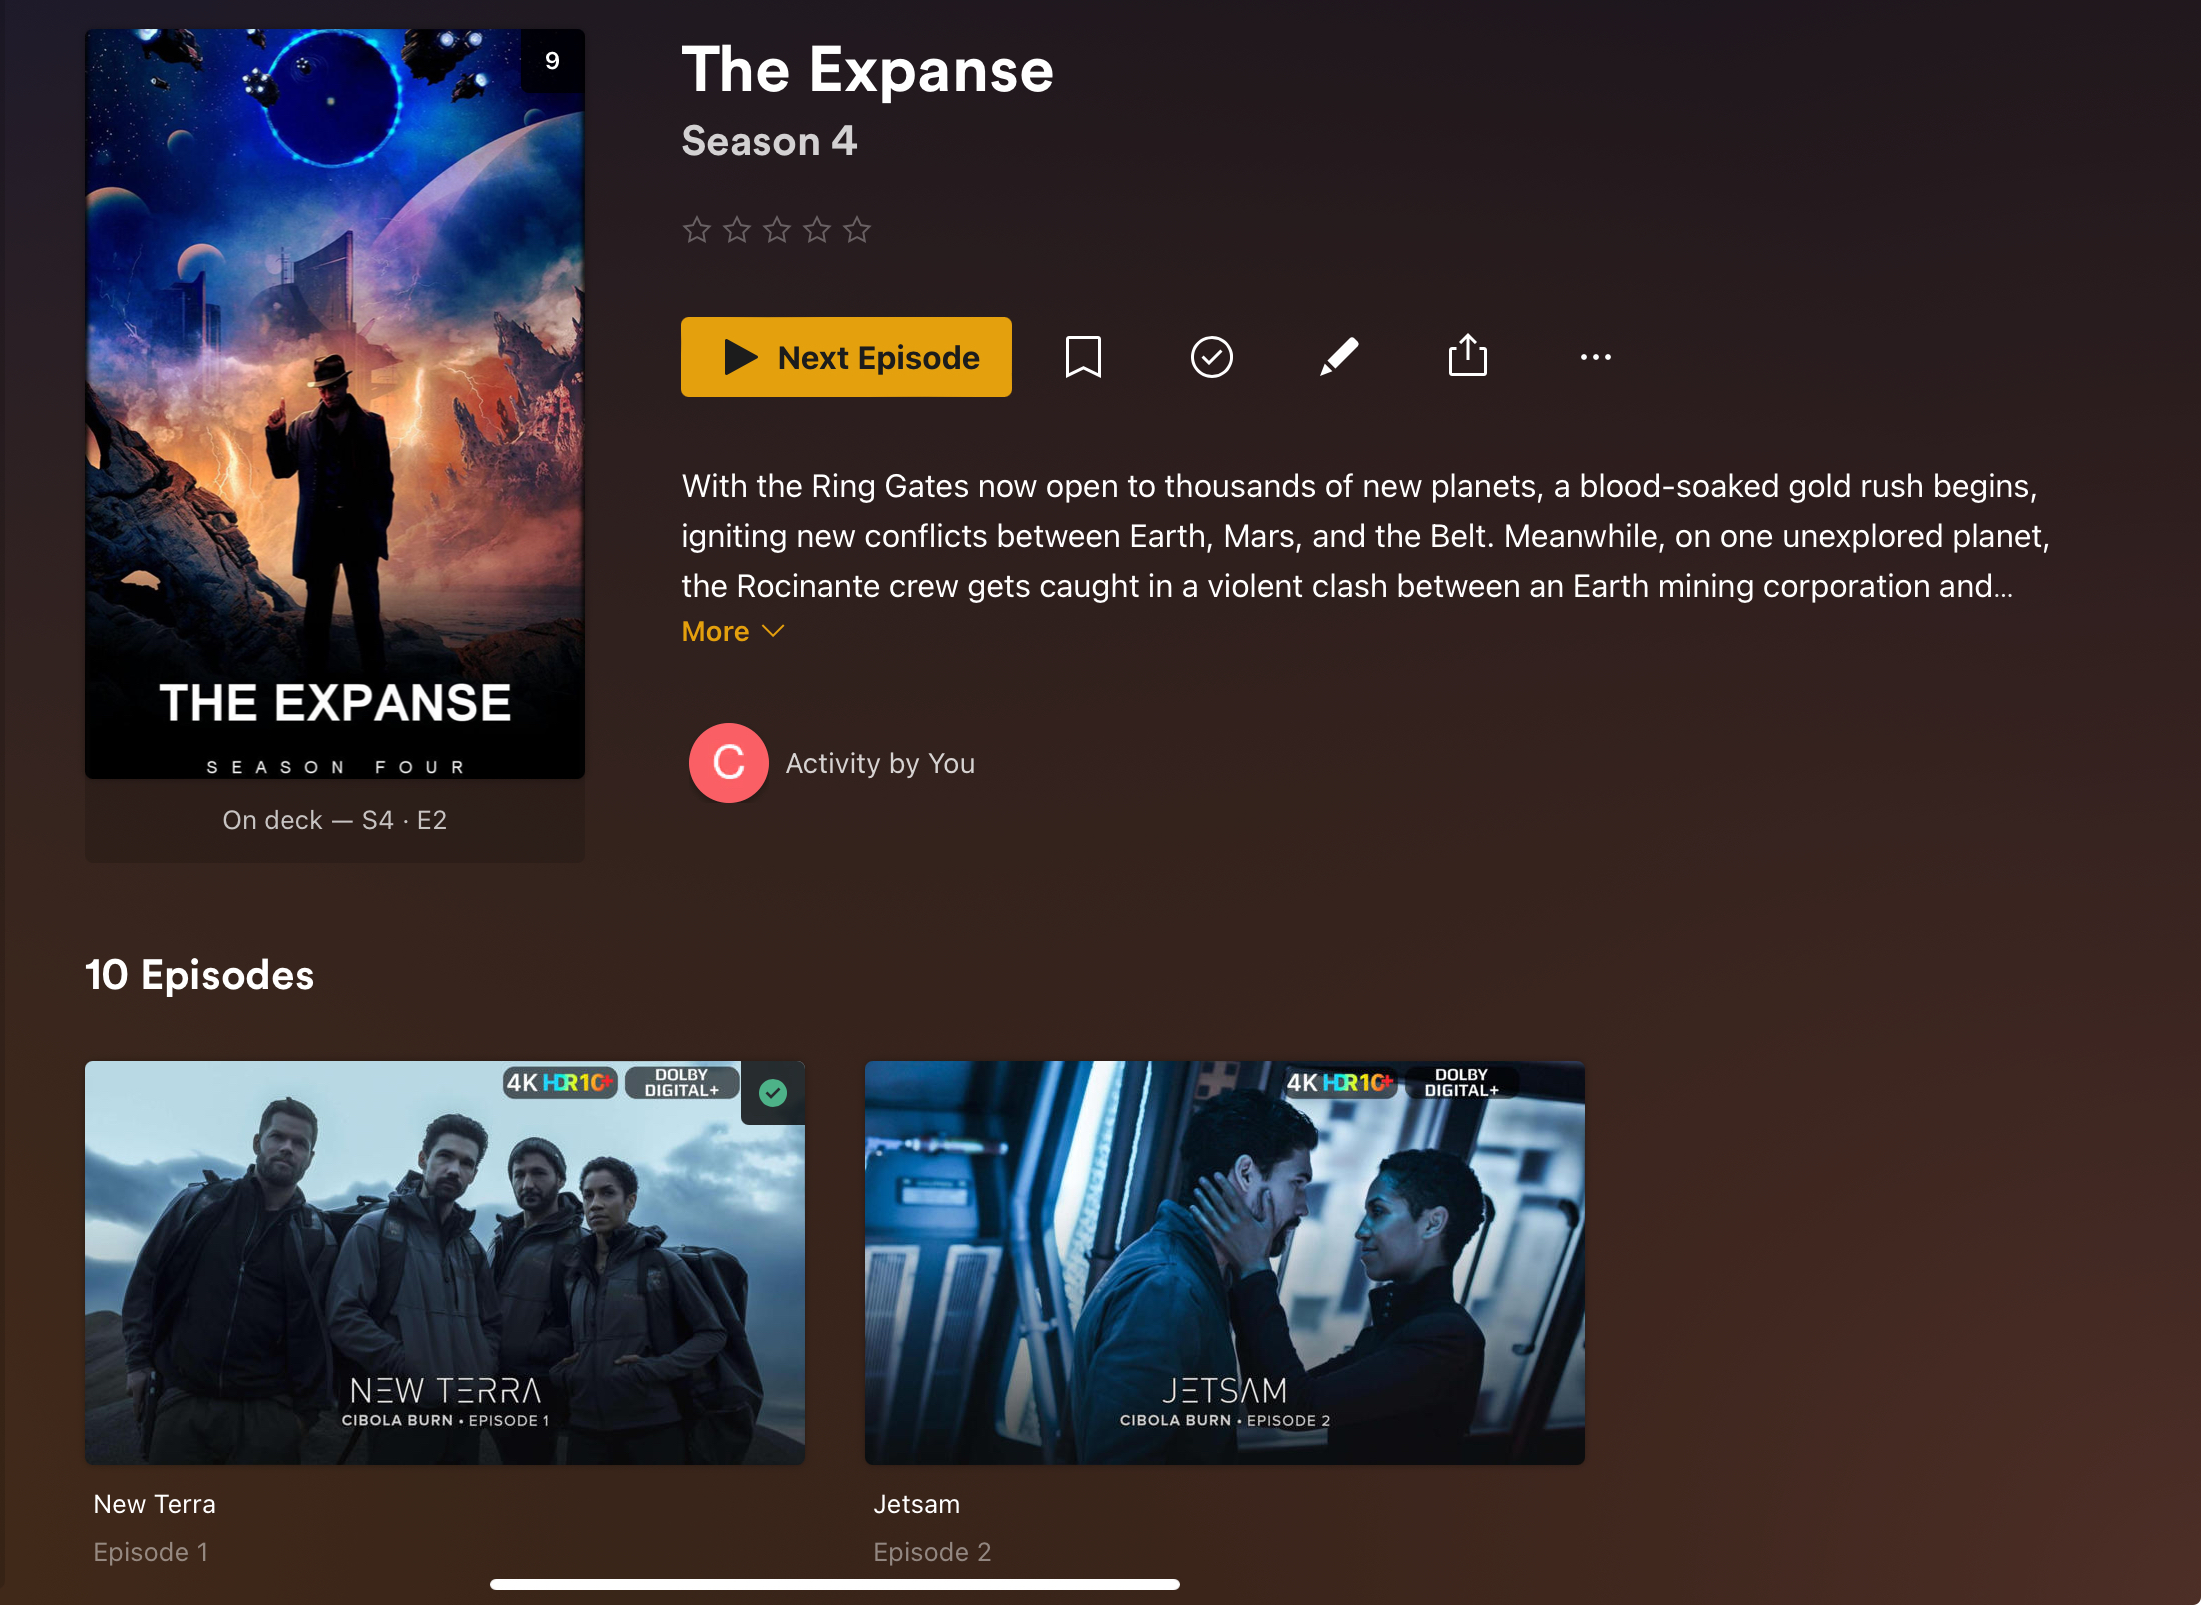 9
THE EXPANSE
SEASON FOUR
On deck — S4 · E2
The Expanse
Season 4
Next Episode
With the Ring Gates now open to thousands of new planets, a blood-soaked gold rush begins,
igniting new conflicts between Earth, Mars, and the Belt. Meanwhile, on one unexplored planet,
the Rocinante crew gets caught in a violent clash between an Earth mining corporation and...
More
C
Activity by You
10 Episodes
4K HDR10+
DOLBY
DIGITAL+
NEW TERRA
CIBOLA BURN • EPISODE 1
New Terra
Episode 1
4K HDR10+
DOLBY
DIGITAL+
JETSAM
CIBOLA BURN • EPISODE 2
Jetsam
Episode 2